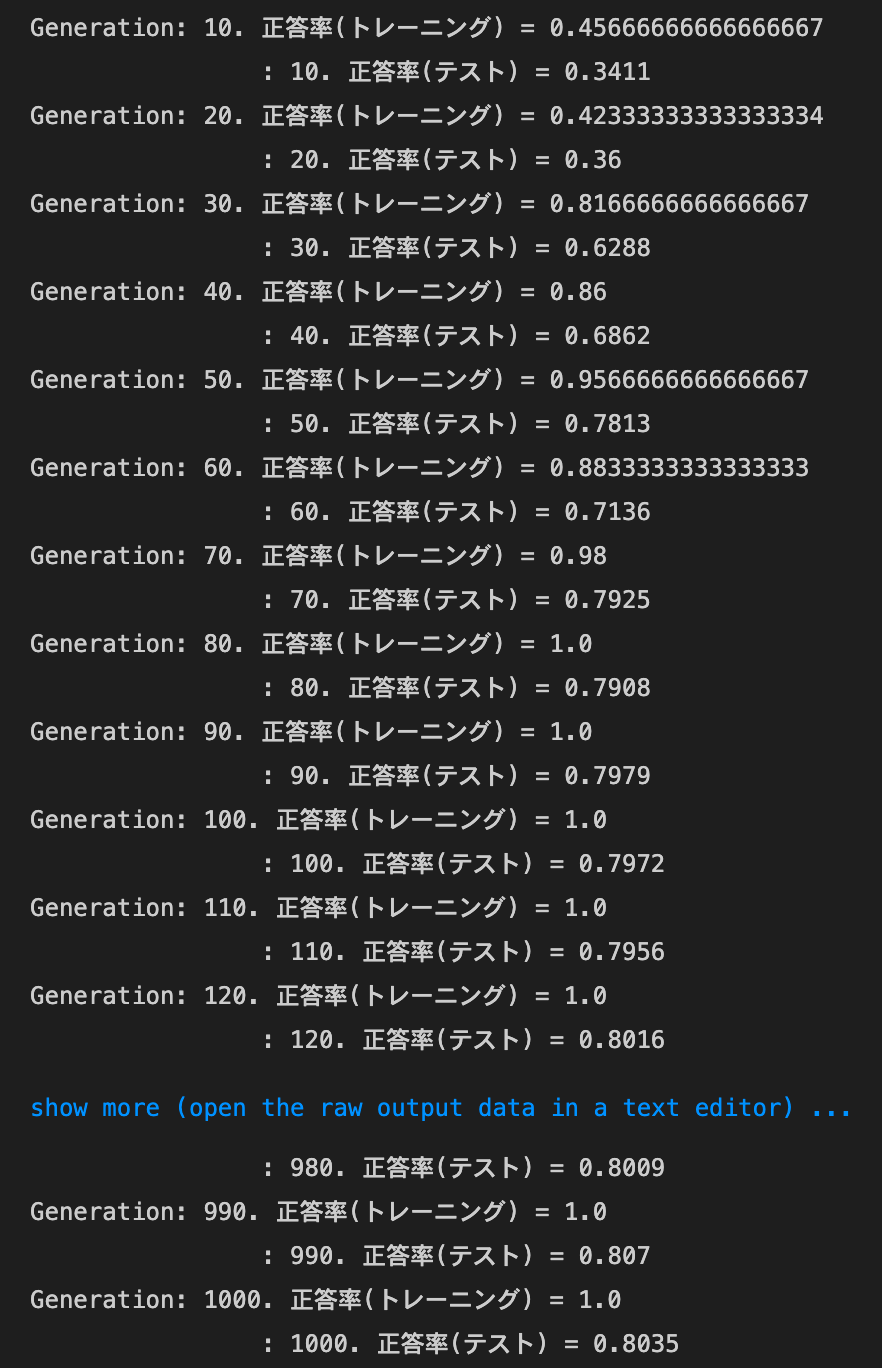 Generation: 10. 正答率(トレーニング) = 0.45666666666666667
: 10. 正答率(テスト) = 0.3411
Generation: 20. 正答率(トレーニング) = 0.42333333333333334
: 20. 正答率(テスト) = 0.36
Generation: 30. 正答率(トレーニング) = 0.8166666666666667
: 30. 正答率(テスト) = 0.6288
Generation: 40. 正答率(トレーニング) = 0.86
: 40. 正答率(テスト) = 0.6862
Generation: 50. 正答率(トレーニング) = 0.9566666666666667
: 50. 正答率(テスト) = 0.7813
Generation: 60. 正答率(トレーニング) = 0.8833333333333333
: 60. 正答率(テスト) = 0.7136
Generation: 70. 正答率(トレーニング) = 0.98
: 70. 正答率(テスト) = 0.7925
Generation: 80. 正答率(トレーニング) = 1.0
: 80. 正答率(テスト) = 0.7908
Generation: 90. 正答率(トレーニング) = 1.0
: 90. 正答率(テスト) = 0.7979
Generation: 100. 正答率(トレーニング) = 1.0
: 100. 正答率(テスト) = 0.7972
Generation: 110. 正答率(トレーニング) = 1.0
: 110. 正答率(テスト) = 0.7956
Generation: 120. 正答率(トレーニング) = 1.0
: 120. 正答率(テスト) = 0.8016
show more (open the raw output data in a text editor) ...
: 980. 正答率(テスト) = 0.8009
Generation: 990. 正答率(トレーニング) = 1.0
: 990. 正答率(テスト) = 0.807
Generation: 1000. 正答率(トレーニング) = 1.0
: 1000. 正答率(テスト) = 0.8035